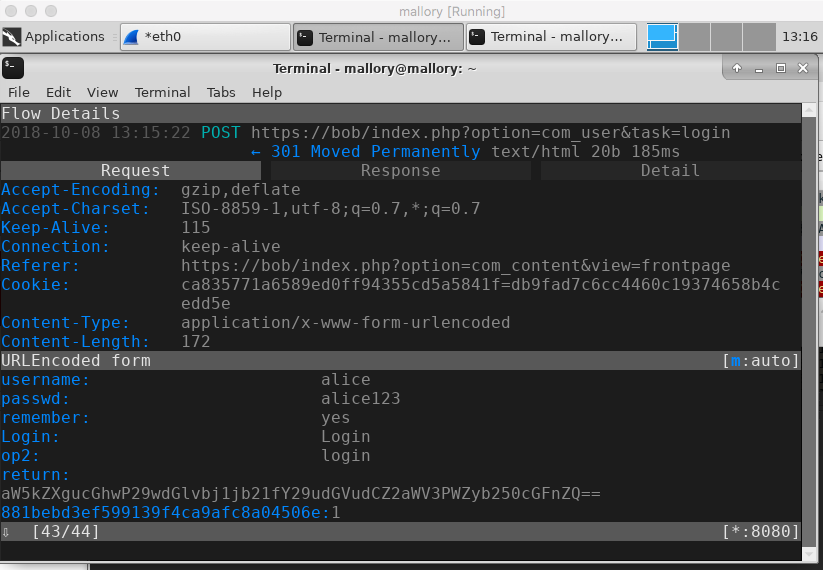 mallory [Running]
Applications *eth0 Terminal - mallory... Terminal - mallory... 13:16
Terminal - mallory@mallory: ~
File Edit View Terminal Tabs Help
Flow Details
2018-10-08 13:15:22 POST https://bob/index.php?option=com_user&task=login
← 301 Moved Permanently text/html 20b 185ms
Request Response Detail
Accept-Encoding: gzip,deflate
Accept-Charset: ISO-8859-1,utf-8;q=0.7,*;q=0.7
Keep-Alive: 115
Connection: keep-alive
Referer: https://bob/index.php?option=com_content&view=frontpage
Cookie: ca835771a6589ed0ff94355cd5a5841f=db9fad7c6cc4460c19374658b4c
edd5e
Content-Type: application/x-www-form-urlencoded
Content-Length: 172
URLEncoded form [m:auto]
username: alice
passwd: alice123
remember: yes
Login: Login
op2: login
return:
aW5kZXgucGhwP29wdGlvbj1jb21fY29udGVudCZ2aWV3PWZyb250cGFnZQ==
881bebd3ef599139f4ca9afc8a04506e:1
⇩ [43/44] [*:8080]